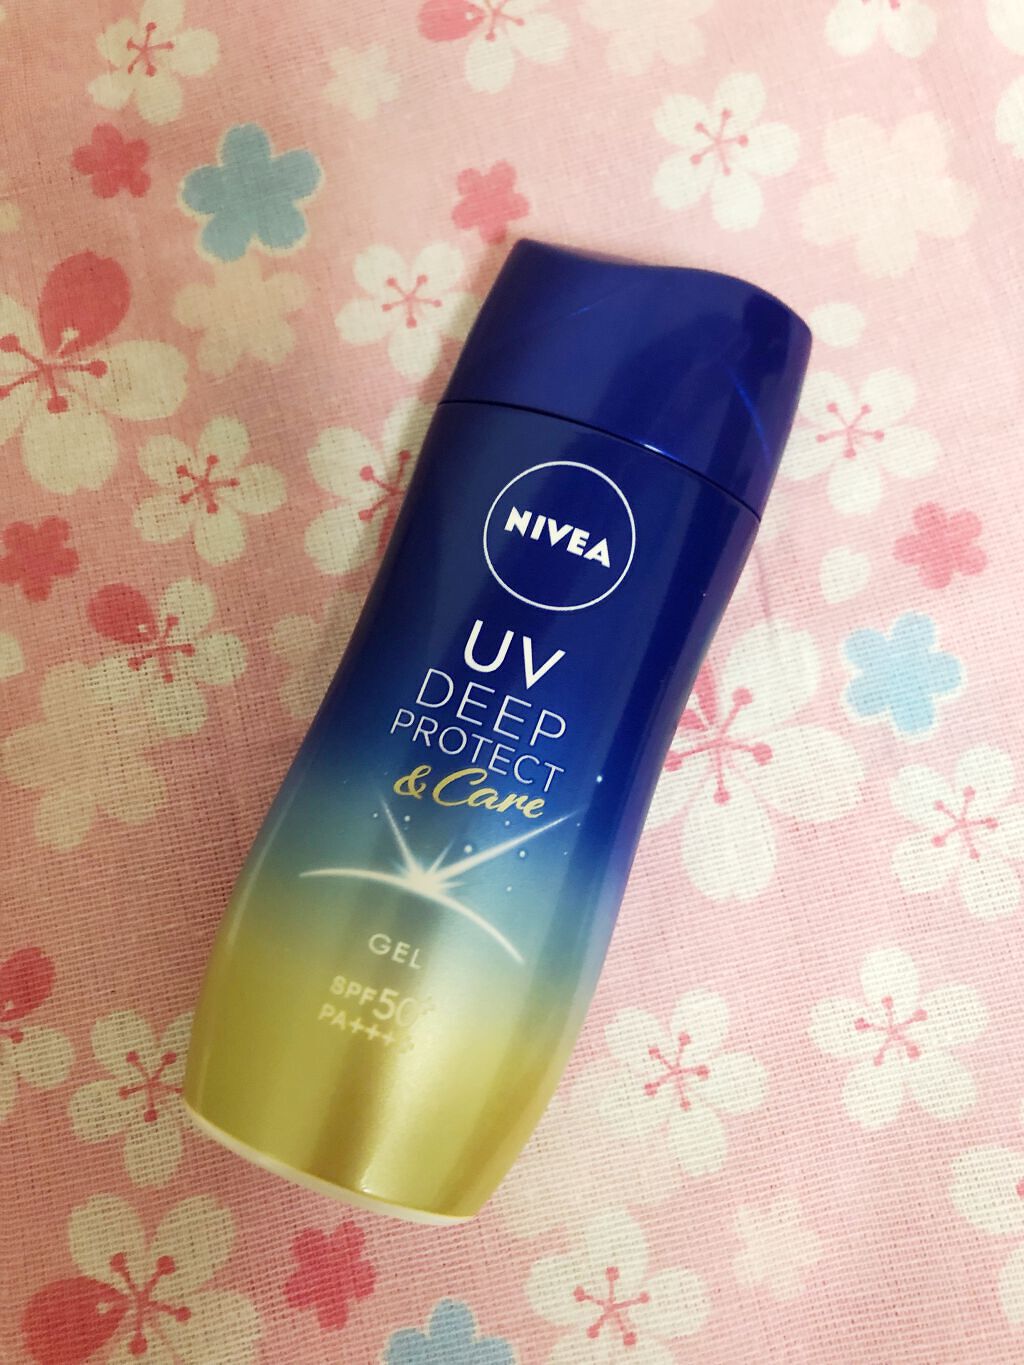 NIVEA
UV
DEEP
PROTECT
& Care
GEL
SPF50+
PA++++